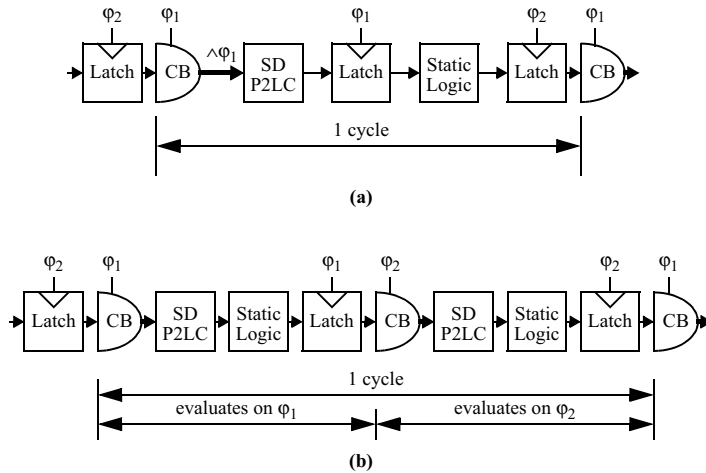 φ2 φ1 φ1 φ2 φ1
Latch CB ^φ1 SD P2LC Latch Static Logic Latch CB
1 cycle
(a)
φ2 φ1 φ1 φ2 φ2 φ1
Latch CB SD P2LC Static Logic Latch CB SD P2LC Static Logic Latch CB
1 cycle
evaluates on φ1 evaluates on φ2
(b)